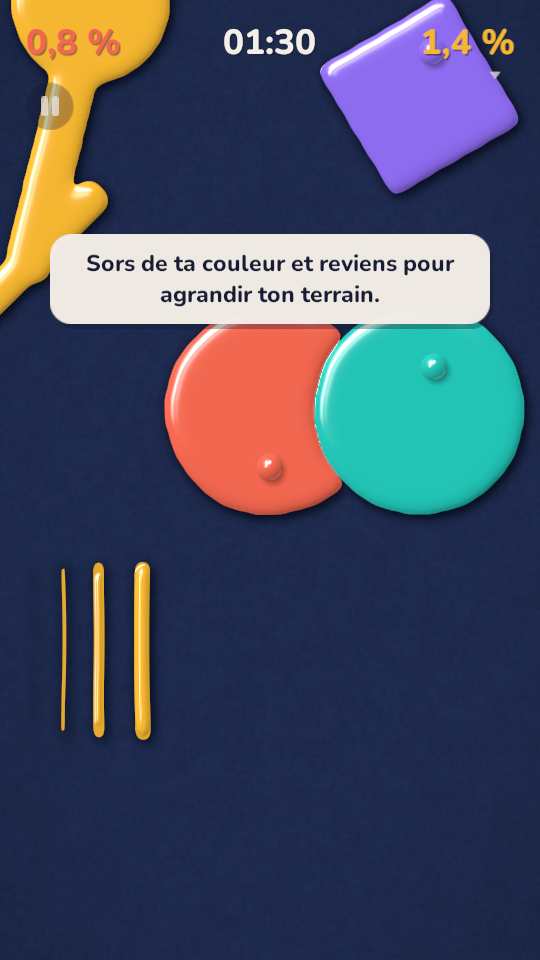 0,8 %
01:30
1,4 %
Sors de ta couleur et reviens pour
agrandir ton terrain.